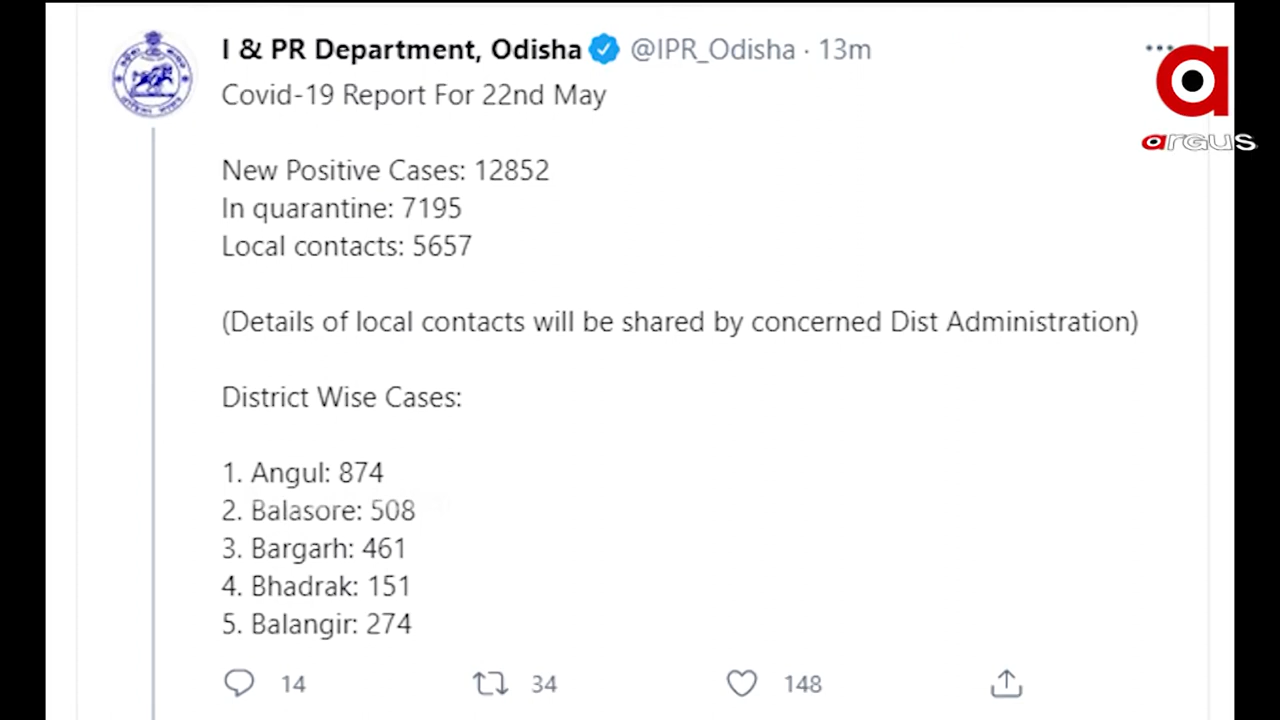 I & PR Department, Odisha @IPR_Odisha · 13m
Covid-19 Report For 22nd May
New Positive Cases: 12852
In quarantine: 7195
Local contacts: 5657
(Details of local contacts will be shared by concerned Dist Administration)
District Wise Cases:
1. Angul: 874
2. Balasore: 508
3. Bargarh: 461
4. Bhadrak: 151
5. Balangir: 274
14 34 148
a
argus